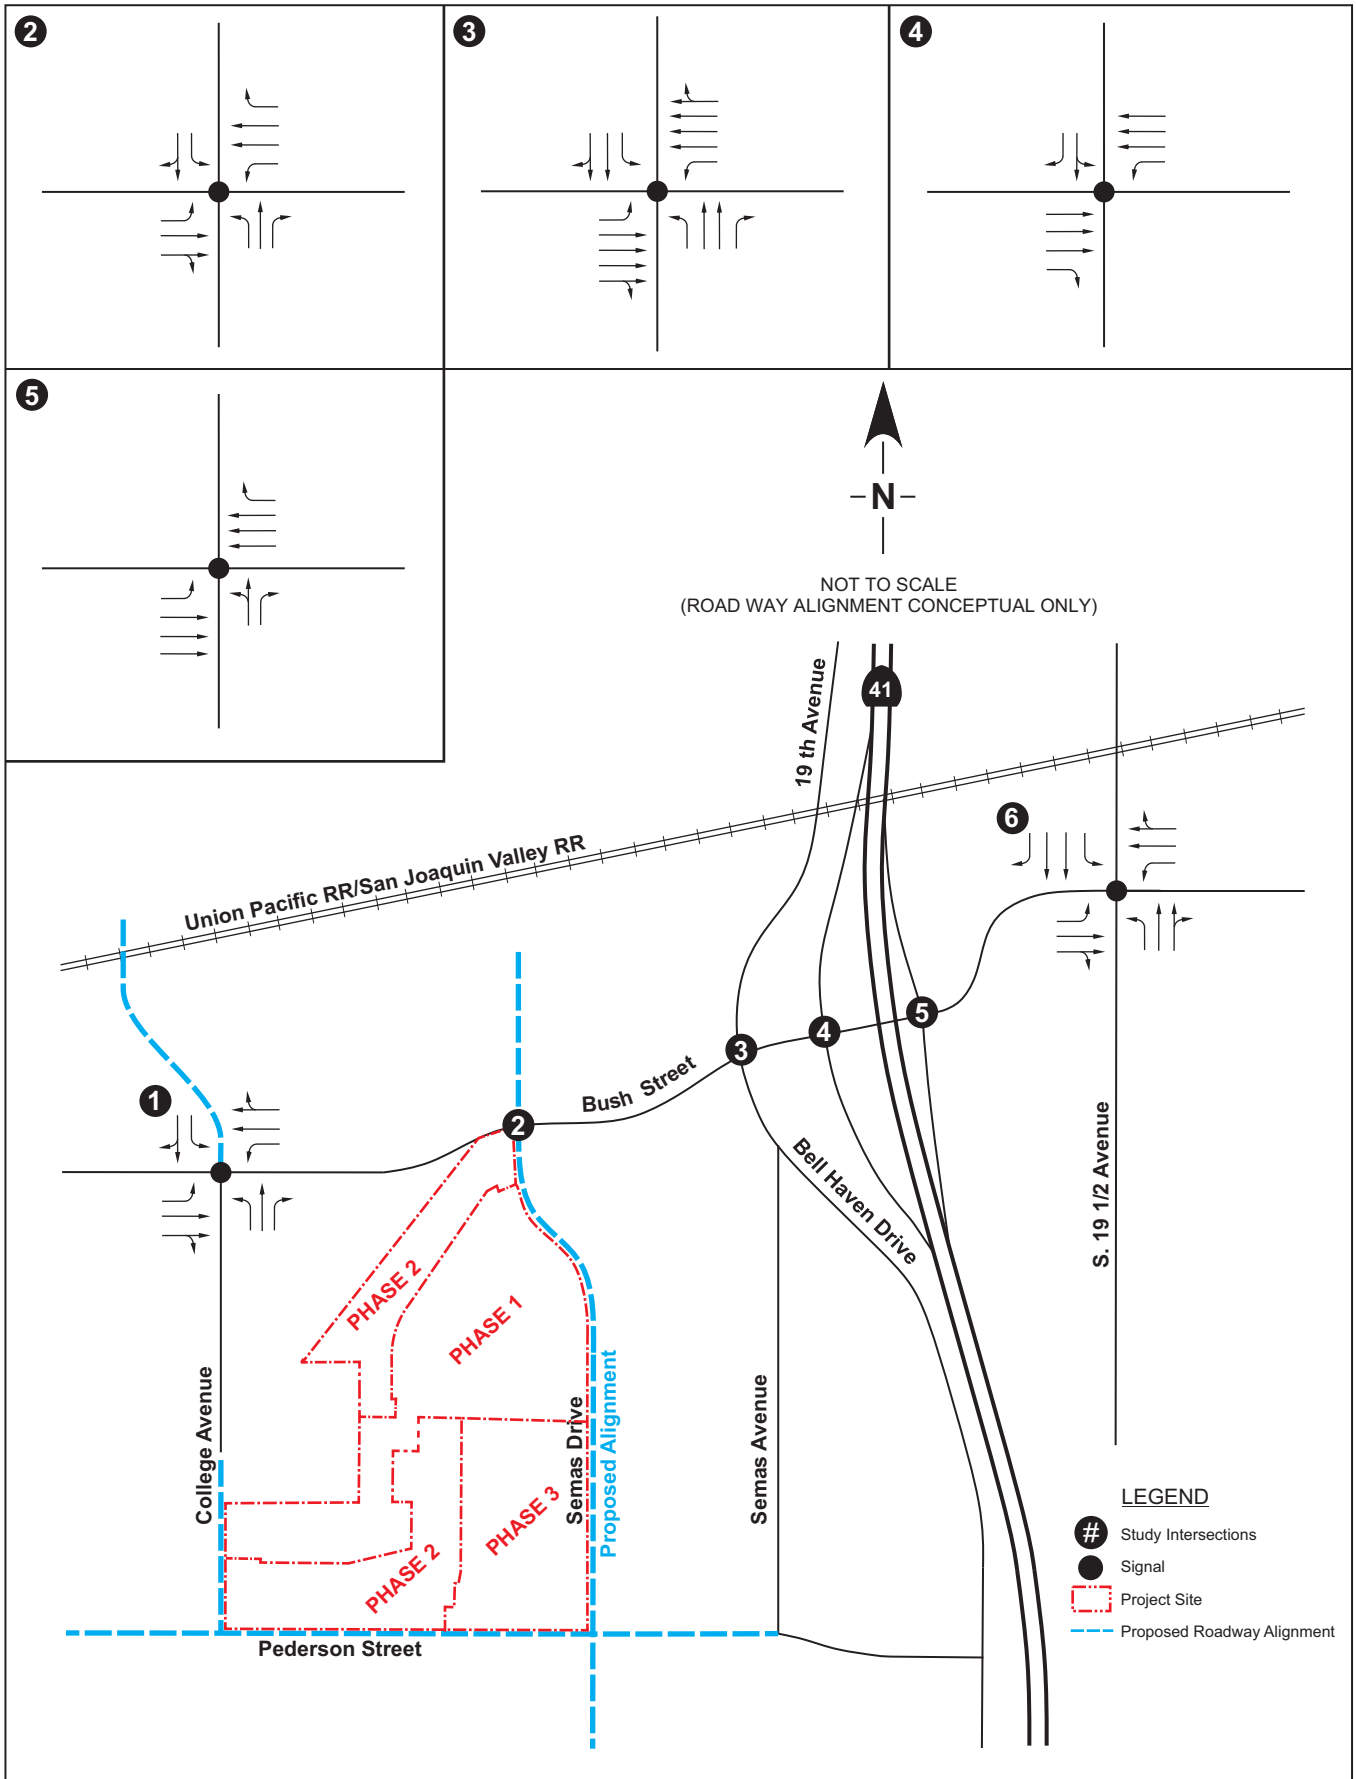 2
3
4
5
N
NOT TO SCALE
(ROAD WAY ALIGNMENT CONCEPTUAL ONLY)
19 th Avenue
41
Union Pacific RR/San Joaquin Valley RR
6
5
4
3
Bush Street
1
2
Bell Haven Drive
S. 19 1/2 Avenue
PHASE 2
PHASE 1
College Avenue
Semas Drive
Proposed Alignment
Semas Avenue
PHASE 3
PHASE 2
Pederson Street
LEGEND
# Study Intersections
Signal
Project Site
Proposed Roadway Alignment